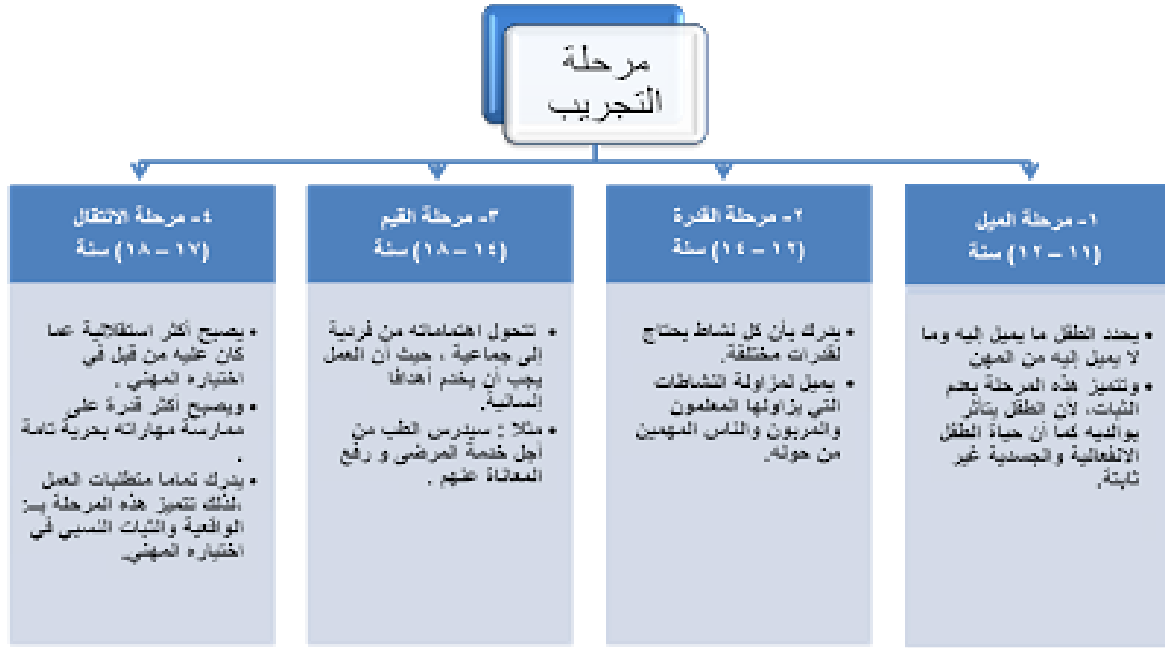 مرحلة
التجريب
١- مرحلة الميل
(١١ – ١٢) سنة
• يحدد الطفل ما يميل إليه وما
لا يميل إليه من المهن
• وتتميز هذه المرحلة بعدم
الثبات، لأن الطفل يتأثر
بوالديه كما أن حياة الطفل
الانفعالية والجسدية غير
ثابتة.
٢- مرحلة القدرة
(١٢ – ١٤) سنة
• يدرك بأن كل نشاط يحتاج
لقدرات مختلفة.
• يميل لمزاولة النشاطات
التي يزاولها المعلمون
والمربون والناس المهمين
من حوله.
٣- مرحلة القيم
(١٤ – ١٨) سنة
• تتحول اهتماماته من فردية
إلى جماعية ، حيث أن العمل
يجب أن يخدم أهدافا
إنسانية.
• مثلا : سيدرس الطب من
أجل خدمة المرضى و رفع
المعاناة عنهم .
٤- مرحلة الانتقال
(١٧ – ١٨) سنة
• يصبح أكثر استقلالية عما
كان عليه من قبل في
اختياره المهني .
• ويصبح أكثر قدرة على
ممارسة مهاراته بحرية تامة
.
• يدرك تماما متطلبات العمل
،لذلك تتميز هذه المرحلة بـ:
الواقعية والثبات النسبي في
اختياره المهني.